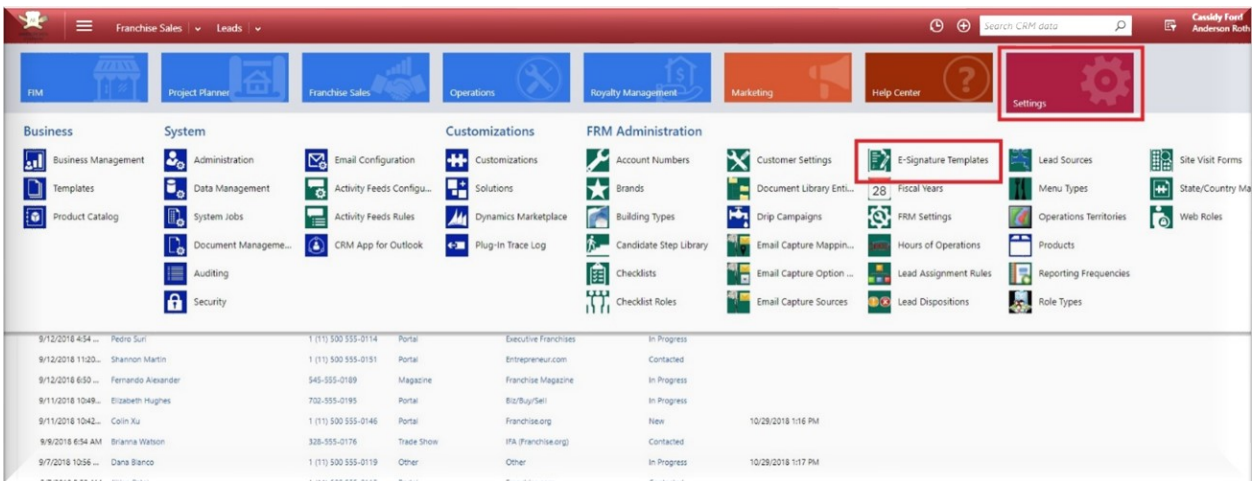 Franchise Sales Leads Search CRM data Cassidy Ford
Anderson Roth
FIM Project Planner Franchise Sales Operations Royalty Management Marketing Help Center Settings
Business System Customizations FRM Administration
Business Management Administration Email Configuration Customizations Account Numbers Customer Settings E-Signature Templates Lead Sources Site Visit Forms
Templates Data Management Activity Feeds Configu... Solutions Brands Document Library Enti... 28 Fiscal Years Menu Types State/Country Ma
Product Catalog System Jobs Activity Feeds Rules Dynamics Marketplace Building Types Drip Campaigns FRM Settings Operations Territories Web Roles
Document Manageme... CRM App for Outlook Plug-In Trace Log Candidate Step Library Email Capture Mappin... Hours of Operations Products
Auditing Checklists Email Capture Option ... Lead Assignment Rules Reporting Frequencies
Security Checklist Roles Email Capture Sources Lead Dispositions Role Types
9/12/2018 4:54 ... Pedro Suri 1 (11) 500 555-0114 Portal Executive Franchises In Progress
9/12/2018 11:20... Shannon Martin 1 (11) 500 555-0151 Portal Entrepreneur.com Contacted
9/12/2018 6:50 ... Fernando Alexander 545-555-0189 Magazine Franchise Magazine In Progress
9/11/2018 10:49... Elizabeth Hughes 702-555-0195 Portal Biz/Buy/Sell In Progress
9/11/2018 10:42... Colin Xu 1 (11) 500 555-0146 Portal Franchise.org New 10/29/2018 1:16 PM
9/9/2018 6:54 AM Brianna Watson 328-555-0176 Trade Show IFA (Franchise.org) Contacted
9/7/2018 10:56 ... Dana Blanco 1 (11) 500 555-0119 Other Other In Progress 10/29/2018 1:17 PM